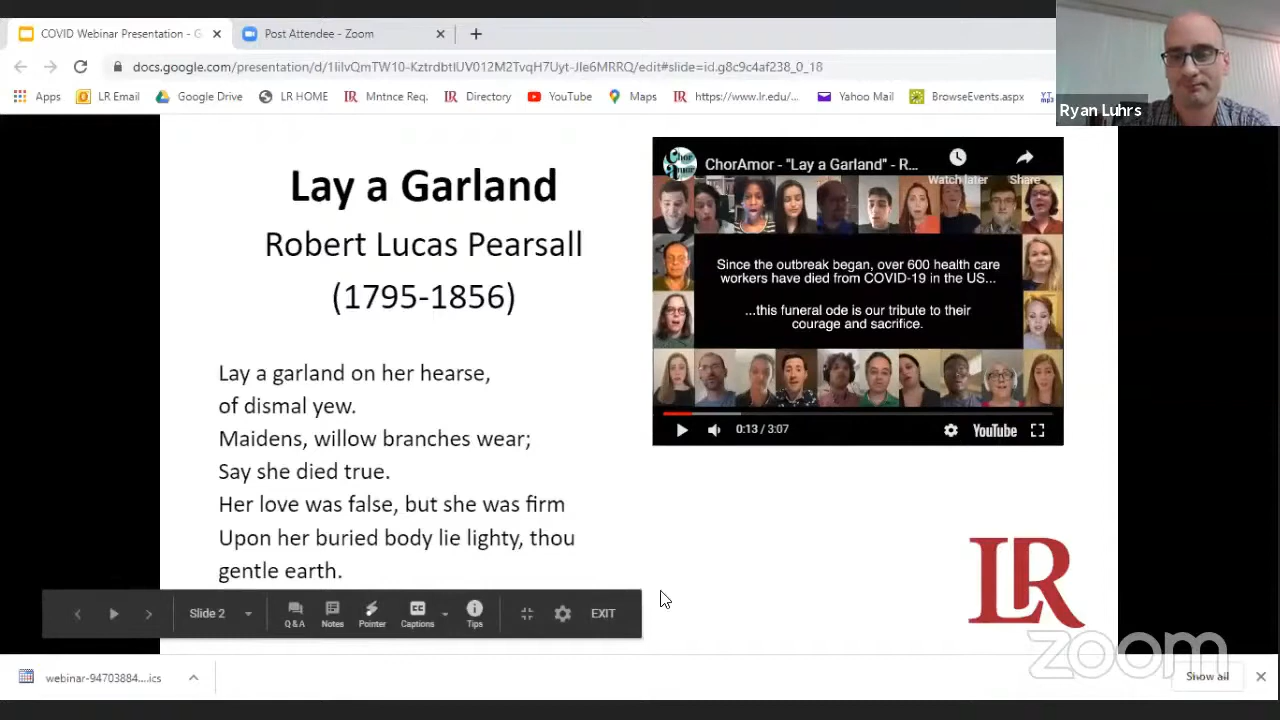 COVID Webinar Presentation - G
Post Attendee - Zoom
docs.google.com/presentation/d/1IiIvQmTW10-KztrdbtIUV012M2TvqH7Uyt-Jle6MRRQ/edit#slide=id.g8c9c4af238_0_18
Apps LR Email Google Drive LR HOME Mntnce Req. Directory YouTube Maps https://www.lr.edu/... Yahoo Mail BrowseEvents.aspx
Ryan Luhrs
Lay a Garland
Robert Lucas Pearsall
(1795-1856)
Lay a garland on her hearse,
of dismal yew.
Maidens, willow branches wear;
Say she died true.
Her love was false, but she was firm
Upon her buried body lie lighty, thou
gentle earth.
ChorAmor - "Lay a Garland" - R...
Watch later Share
Since the outbreak began, over 600 health care
workers have died from COVID-19 in the US...
...this funeral ode is our tribute to their
courage and sacrifice.
0:13 / 3:07 YouTube
LR
Slide 2 Q&A Notes Pointer CC Captions Tips EXIT
zoom
webinar-94703884....ics
Show all